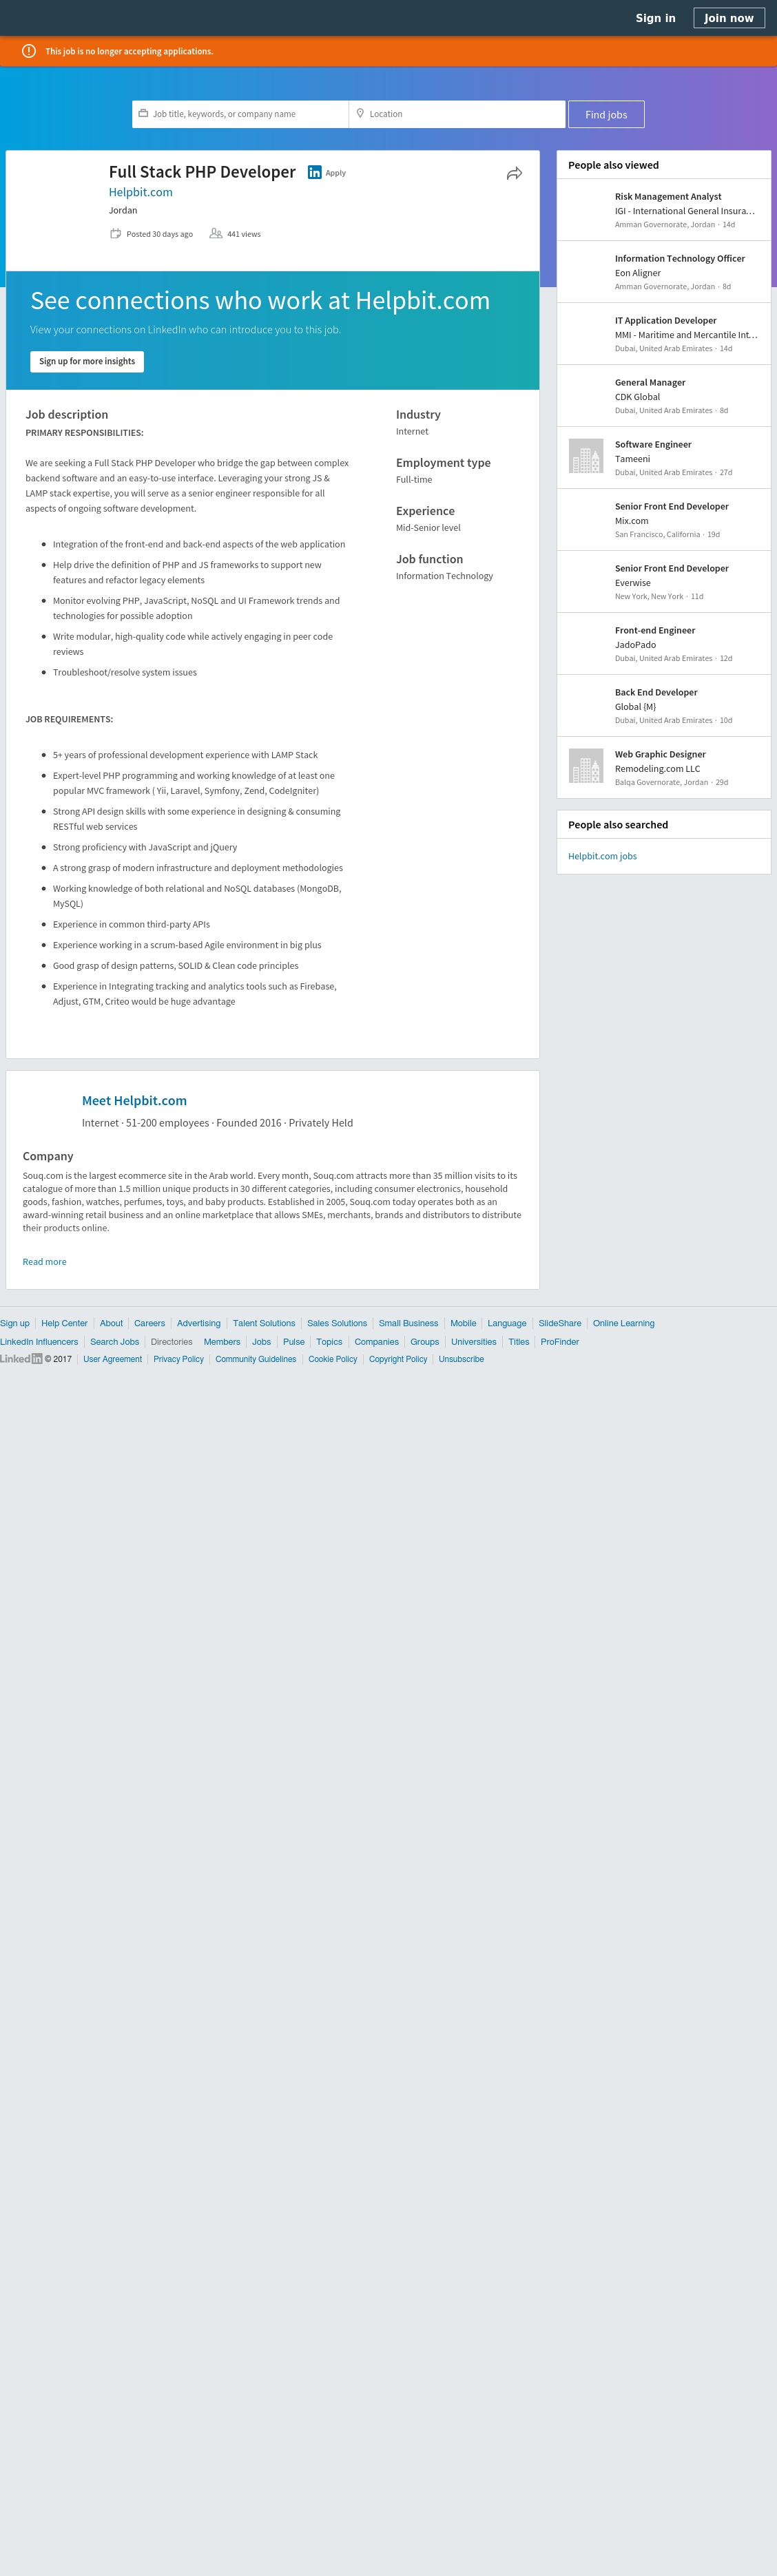 Sign in
Join now
This job is no longer accepting applications.
Job title, keywords, or company name
Location
Find jobs
Full Stack PHP Developer
Apply
Helpbit.com
Jordan
Posted 30 days ago
441 views
See connections who work at Helpbit.com
View your connections on LinkedIn who can introduce you to this job.
Sign up for more insights
Job description
PRIMARY RESPONSIBILITIES:
We are seeking a Full Stack PHP Developer who bridge the gap between complex
backend software and an easy-to-use interface. Leveraging your strong JS &
LAMP stack expertise, you will serve as a senior engineer responsible for all
aspects of ongoing software development.
Integration of the front-end and back-end aspects of the web application
Help drive the definition of PHP and JS frameworks to support new
features and refactor legacy elements
Monitor evolving PHP, JavaScript, NoSQL and UI Framework trends and
technologies for possible adoption
Write modular, high-quality code while actively engaging in peer code
reviews
Troubleshoot/resolve system issues
JOB REQUIREMENTS:
5+ years of professional development experience with LAMP Stack
Expert-level PHP programming and working knowledge of at least one
popular MVC framework ( Yii, Laravel, Symfony, Zend, CodeIgniter)
Strong API design skills with some experience in designing & consuming
RESTful web services
Strong proficiency with JavaScript and jQuery
A strong grasp of modern infrastructure and deployment methodologies
Working knowledge of both relational and NoSQL databases (MongoDB,
MySQL)
Experience in common third-party APIs
Experience working in a scrum-based Agile environment in big plus
Good grasp of design patterns, SOLID & Clean code principles
Experience in Integrating tracking and analytics tools such as Firebase,
Adjust, GTM, Criteo would be huge advantage
Industry
Internet
Employment type
Full-time
Experience
Mid-Senior level
Job function
Information Technology
Meet Helpbit.com
Internet · 51-200 employees · Founded 2016 · Privately Held
Company
Souq.com is the largest ecommerce site in the Arab world. Every month, Souq.com attracts more than 35 million visits to its
catalogue of more than 1.5 million unique products in 30 different categories, including consumer electronics, household
goods, fashion, watches, perfumes, toys, and baby products. Established in 2005, Souq.com today operates both as an
award-winning retail business and an online marketplace that allows SMEs, merchants, brands and distributors to distribute
their products online.
Read more
People also viewed
Risk Management Analyst
IGI - International General Insura…
Amman Governorate, Jordan · 14d
Information Technology Officer
Eon Aligner
Amman Governorate, Jordan · 8d
IT Application Developer
MMI - Maritime and Mercantile Int…
Dubai, United Arab Emirates · 14d
General Manager
CDK Global
Dubai, United Arab Emirates · 8d
Software Engineer
Tameeni
Dubai, United Arab Emirates · 27d
Senior Front End Developer
Mix.com
San Francisco, California · 19d
Senior Front End Developer
Everwise
New York, New York · 11d
Front-end Engineer
JadoPado
Dubai, United Arab Emirates · 12d
Back End Developer
Global {M}
Dubai, United Arab Emirates · 10d
Web Graphic Designer
Remodeling.com LLC
Balqa Governorate, Jordan · 29d
People also searched
Helpbit.com jobs
Sign up Help Center About Careers Advertising Talent Solutions Sales Solutions Small Business Mobile Language SlideShare Online Learning
LinkedIn Influencers Search Jobs Directories Members Jobs Pulse Topics Companies Groups Universities Titles ProFinder
LinkedIn © 2017 User Agreement Privacy Policy Community Guidelines Cookie Policy Copyright Policy Unsubscribe